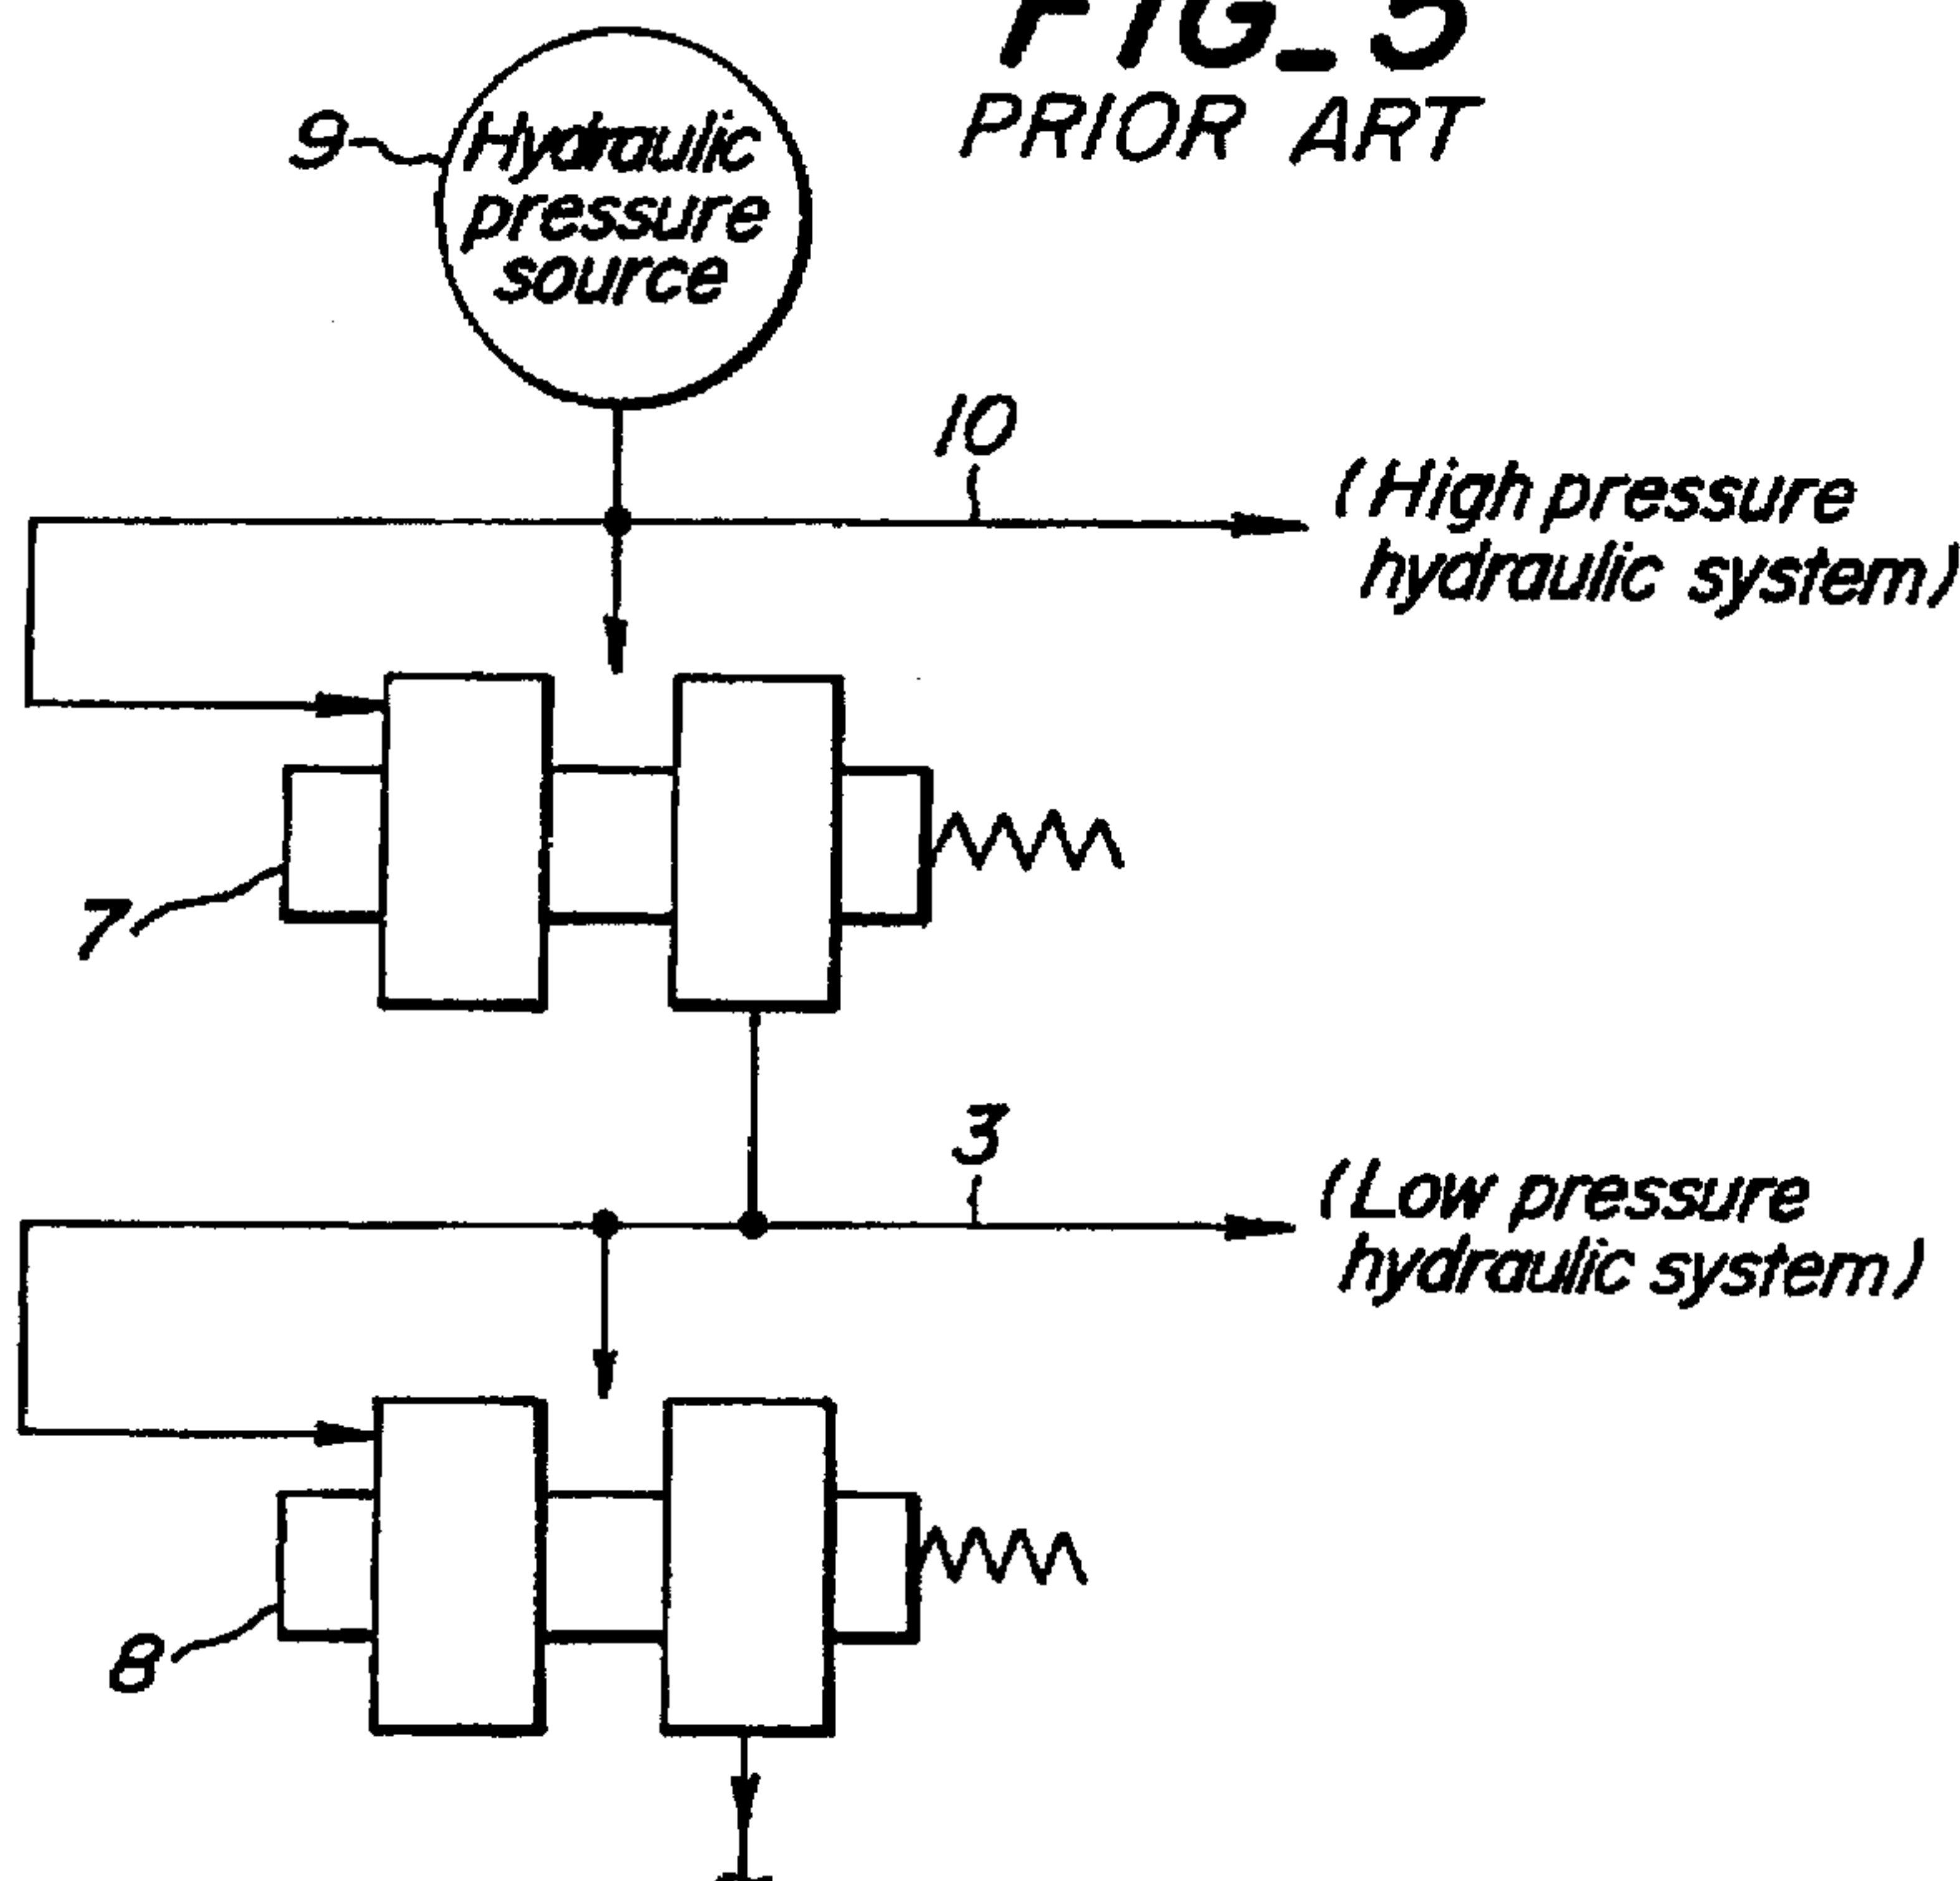 FIG_5
PRIOR ART
9
Hydraulic
pressure
source
10
(High pressure
hydraulic system)
7
3
(Low pressure
hydraulic system)
8